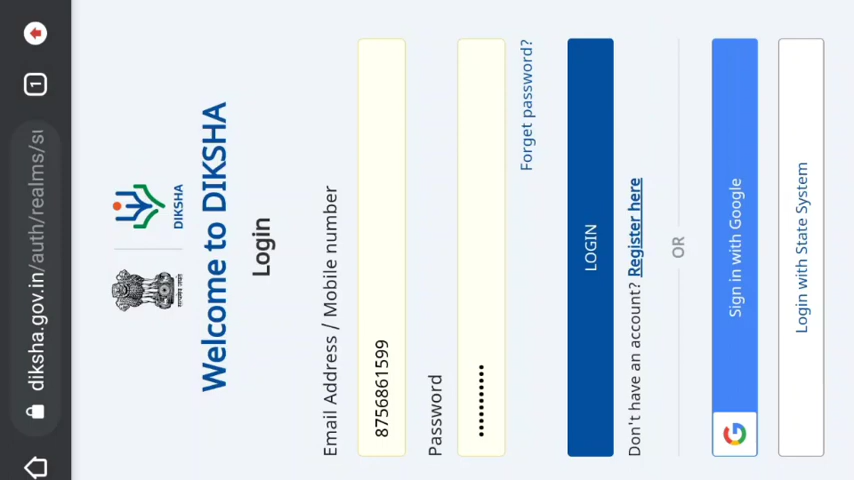 1
diksha.gov.in/auth/realms/su
DIKSHA
Welcome to DIKSHA
Login
Email Address / Mobile number
8756861599
Password
••••••••••••
Forget password?
LOGIN
Don't have an account? Register here
OR
Sign in with Google
Login with State System